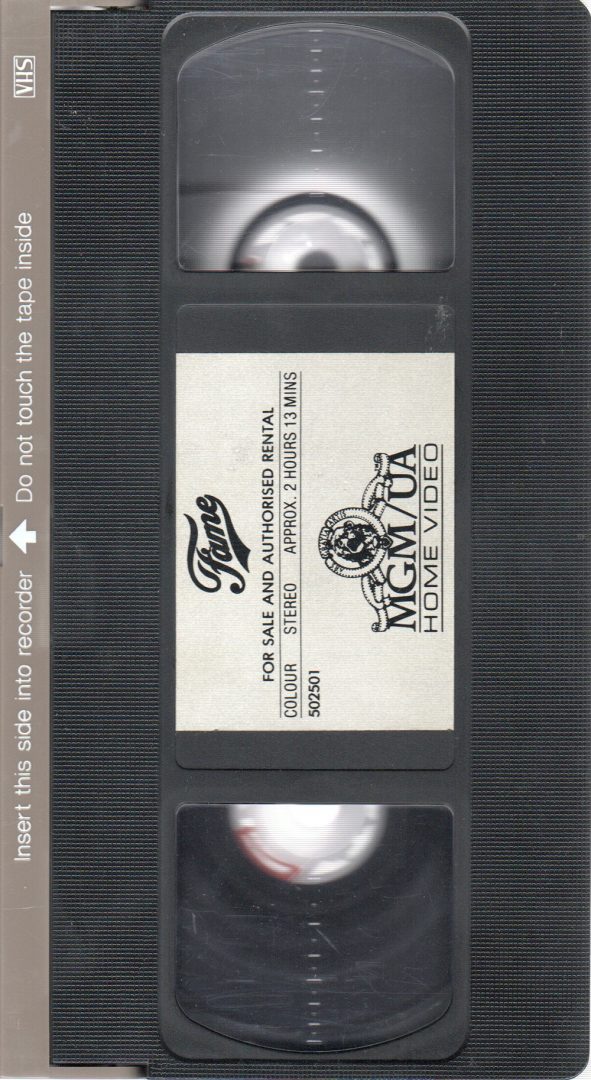 VHS
Insert this side into recorder Do not touch the tape inside
Fame
FOR SALE AND AUTHORISED RENTAL
COLOUR STEREO APPROX. 2 HOURS 13 MINS
502501
MGM/UA
HOME VIDEO